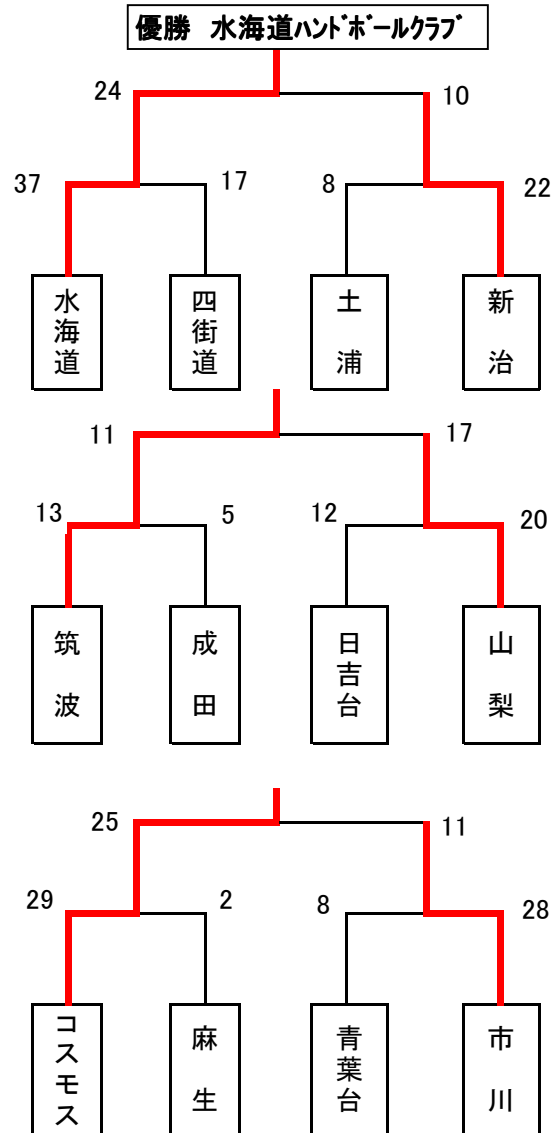 優勝 水海道ハンドボールクラブ
24 10
37 17 8 22
水海道 四街道 土浦 新治
11 17
13 5 12 20
筑波 成田 日吉台 山梨
25 11
29 2 8 28
コスモス 麻生 青葉台 市川